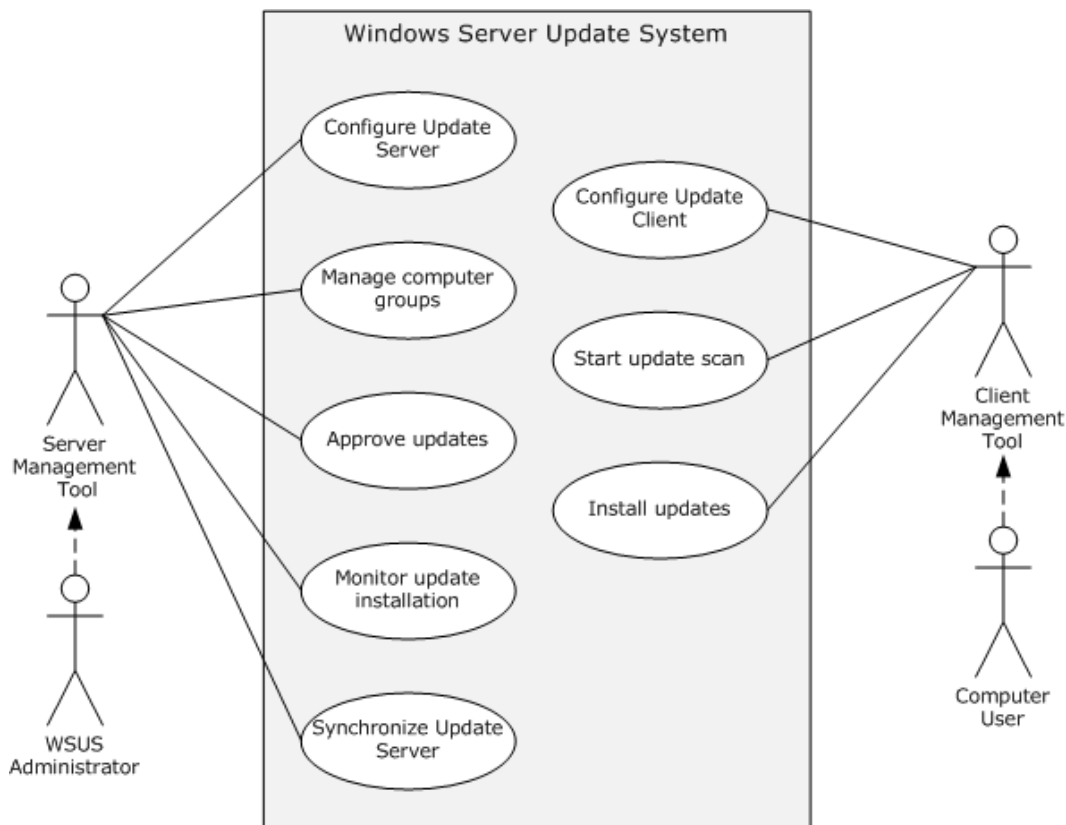 Windows Server Update System
Configure Update
Server
Configure Update
Client
Manage computer
groups
Start update scan
Approve updates
Install updates
Monitor update
installation
Synchronize Update
Server
Server
Management
Tool
WSUS
Administrator
Client
Management
Tool
Computer
User